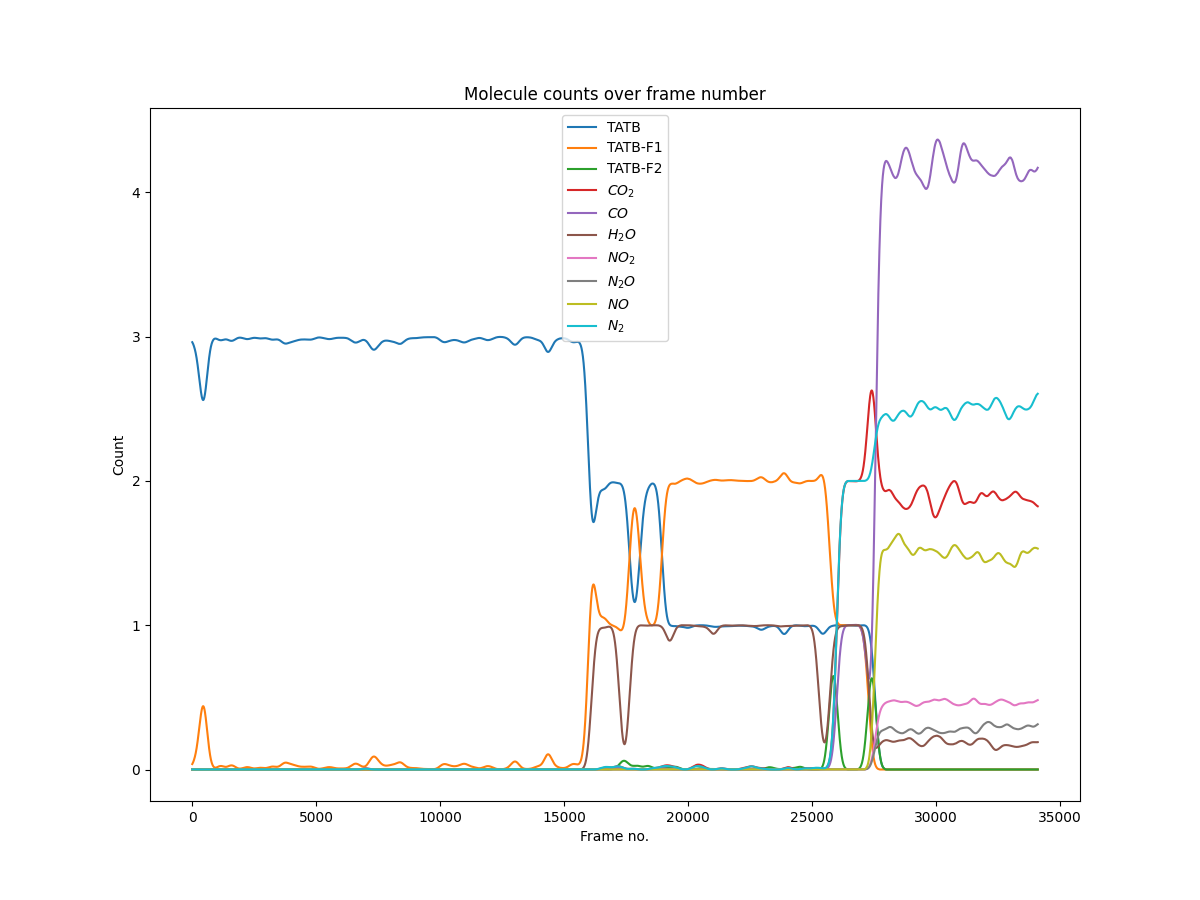 Molecule counts over frame number
TATB
TATB-F1
TATB-F2
CO₂
CO
H₂O
NO₂
N₂O
NO
N₂
Count
4
3
2
1
0
0 5000 10000 15000 20000 25000 30000 35000
Frame no.